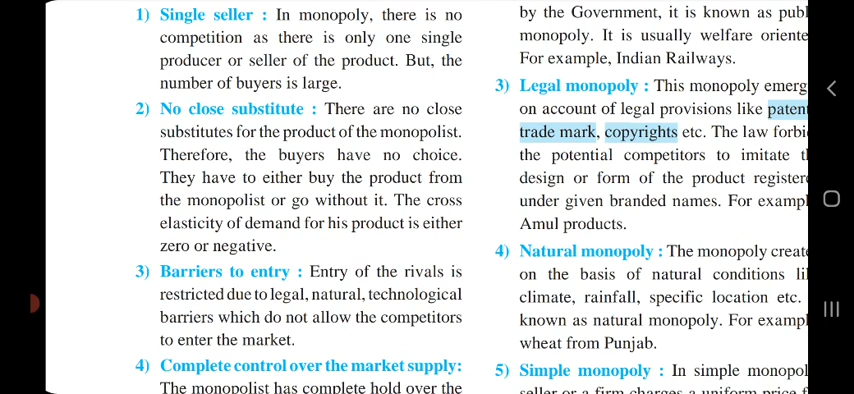 1) Single seller : In monopoly, there is no
competition as there is only one single
producer or seller of the product. But, the
number of buyers is large.
2) No close substitute : There are no close
substitutes for the product of the monopolist.
Therefore, the buyers have no choice.
They have to either buy the product from
the monopolist or go without it. The cross
elasticity of demand for his product is either
zero or negative.
3) Barriers to entry : Entry of the rivals is
restricted due to legal, natural, technological
barriers which do not allow the competitors
to enter the market.
4) Complete control over the market supply:
The monopolist has complete hold over the
by the Government, it is known as publ
monopoly. It is usually welfare oriente
For example, Indian Railways.
3) Legal monopoly : This monopoly emerg
on account of legal provisions like paten
trade mark, copyrights etc. The law forbi
the potential competitors to imitate t
design or form of the product register
under given branded names. For exampl
Amul products.
4) Natural monopoly : The monopoly creat
on the basis of natural conditions li
climate, rainfall, specific location etc.
known as natural monopoly. For exampl
wheat from Punjab.
5) Simple monopoly : In simple monopol
seller or a firm charges a uniform price f